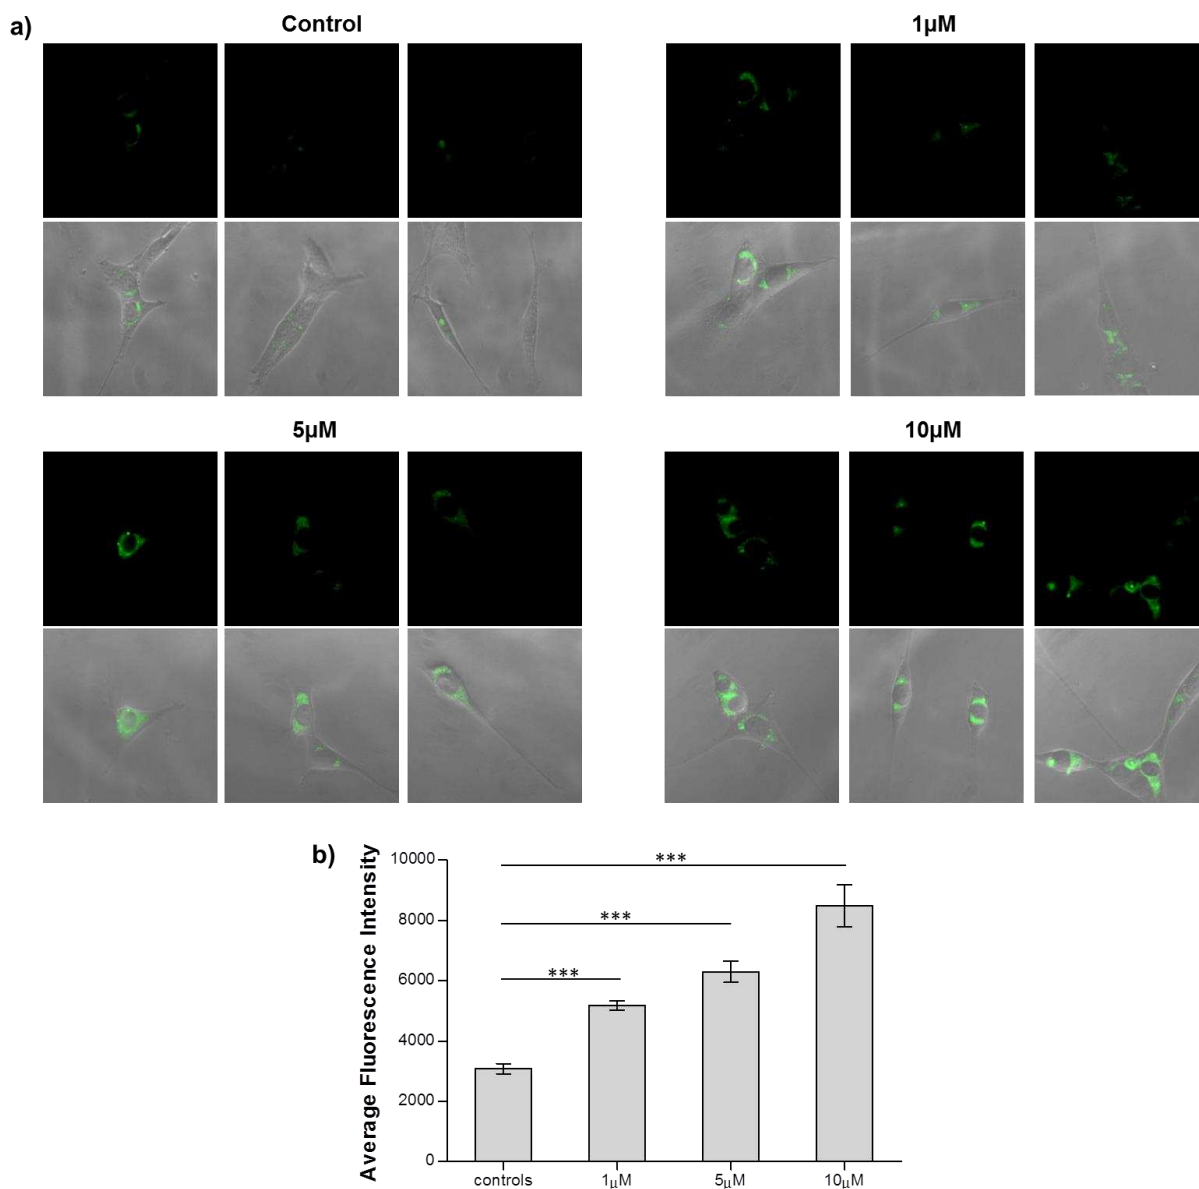 a)
Control
1µM
5µM
10µM
b)
Average Fluorescence Intensity
10000
8000
6000
4000
2000
0
***
***
***
controls
1µM
5µM
10µM